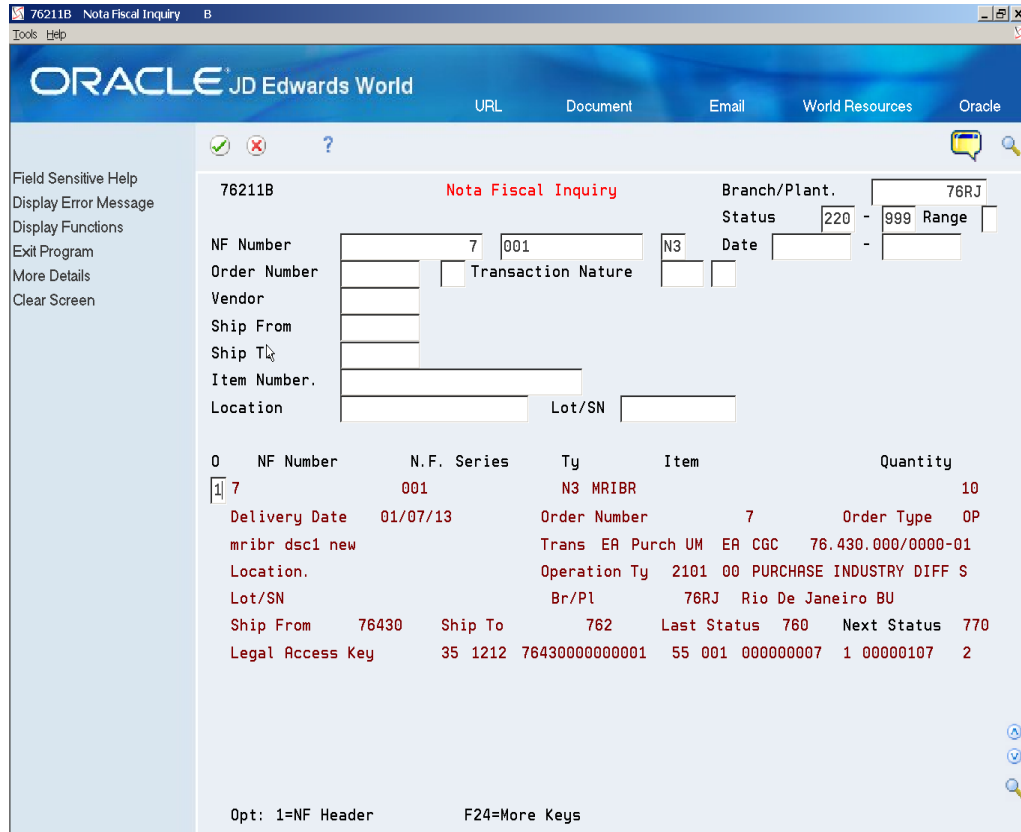 76211B Nota Fiscal Inquiry B
Tools Help
ORACLE JD Edwards World
URL Document Email World Resources Oracle
?
Field Sensitive Help
Display Error Message
Display Functions
Exit Program
More Details
Clear Screen
76211B Nota Fiscal Inquiry Branch/Plant. 76RJ
Status 220 - 999 Range
NF Number 7 001 N3 Date -
Order Number Transaction Nature
Vendor
Ship From
Ship To
Item Number.
Location Lot/SN
O NF Number N.F. Series Ty Item Quantity
1 7 001 N3 MRIBR 10
Delivery Date 01/07/13 Order Number 7 Order Type OP
mribr dsc1 new Trans EA Purch UM EA CGC 76.430.000/0000-01
Location. Operation Ty 2101 00 PURCHASE INDUSTRY DIFF S
Lot/SN Br/Pl 76RJ Rio De Janeiro BU
Ship From 76430 Ship To 762 Last Status 760 Next Status 770
Legal Access Key 35 1212 76430000000001 55 001 000000007 1 00000107 2
Opt: 1=NF Header F24=More Keys